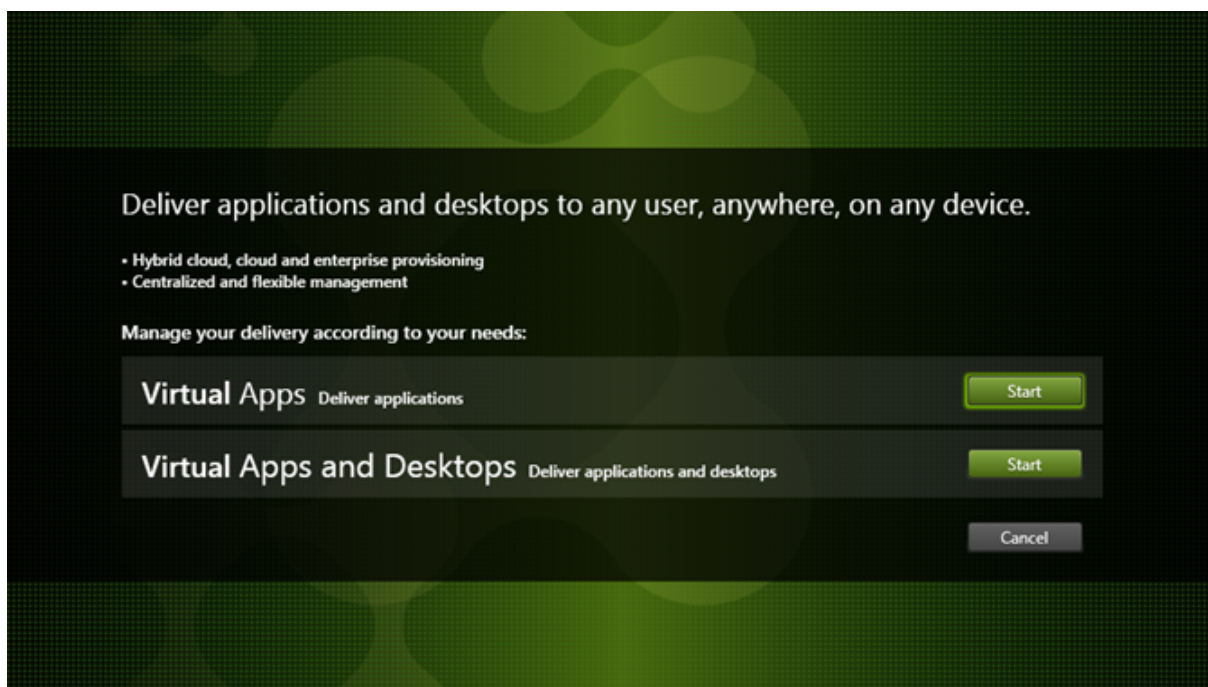 Deliver applications and desktops to any user, anywhere, on any device.
• Hybrid cloud, cloud and enterprise provisioning
• Centralized and flexible management
Manage your delivery according to your needs:
Virtual Apps Deliver applications Start
Virtual Apps and Desktops Deliver applications and desktops Start
Cancel